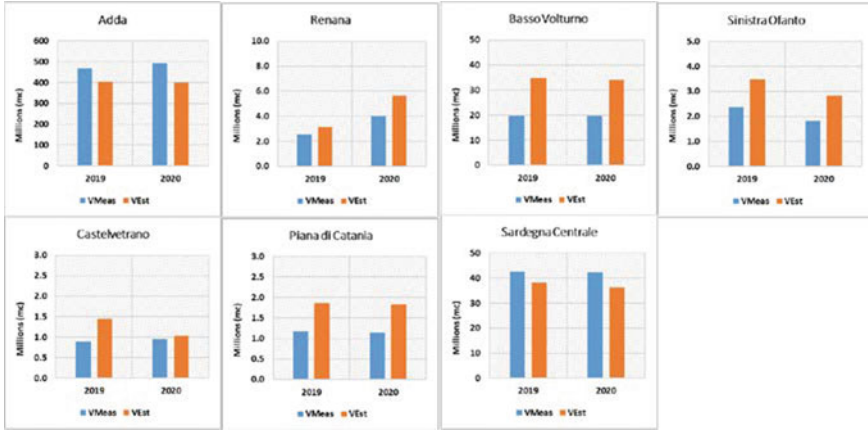 Adda
Millions (mc)
600
500
400
300
200
100
0
2019 2020
VMeas VEst
Renana
Millions (mc)
10.0
8.0
6.0
4.0
2.0
0.0
2019 2020
VMeas VEst
Basso Volturno
Millions (mc)
50
40
30
20
10
0
2019 2020
VMeas VEst
Sinistra Ofanto
Millions (mc)
5.0
4.0
3.0
2.0
1.0
0.0
2019 2020
VMeas VEst
Castelvetrano
Millions (mc)
3.0
2.5
2.0
1.5
1.0
0.5
0.0
2019 2020
VMeas VEst
Piana di Catania
Millions (mc)
3.0
2.5
2.0
1.5
1.0
0.5
0.0
2019 2020
VMeas VEst
Sardegna Centrale
Millions (mc)
50
40
30
20
10
0
2019 2020
VMeas VEst